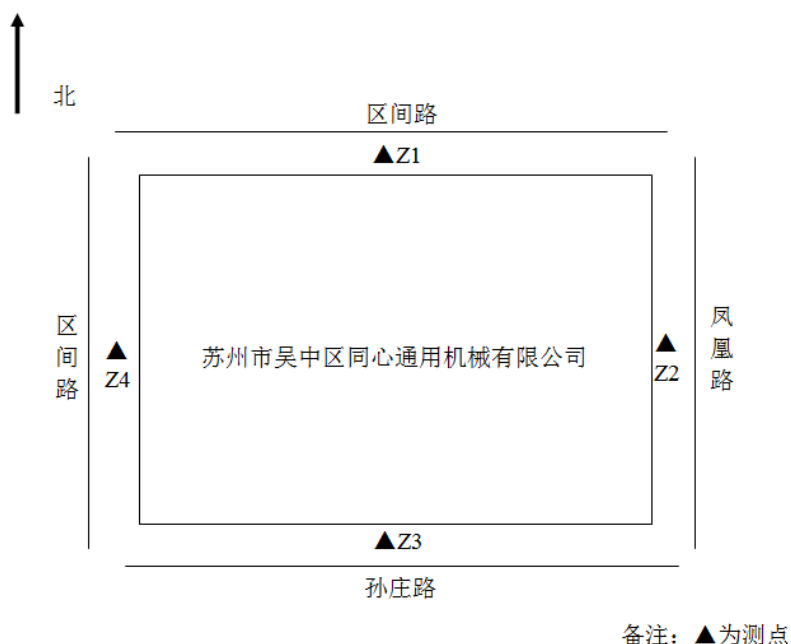 北
区间路
▲Z1
区间路
▲
Z4
苏州市吴中区同心通用机械有限公司
▲
Z2
凤凰路
▲Z3
孙庄路
备注：▲为测点